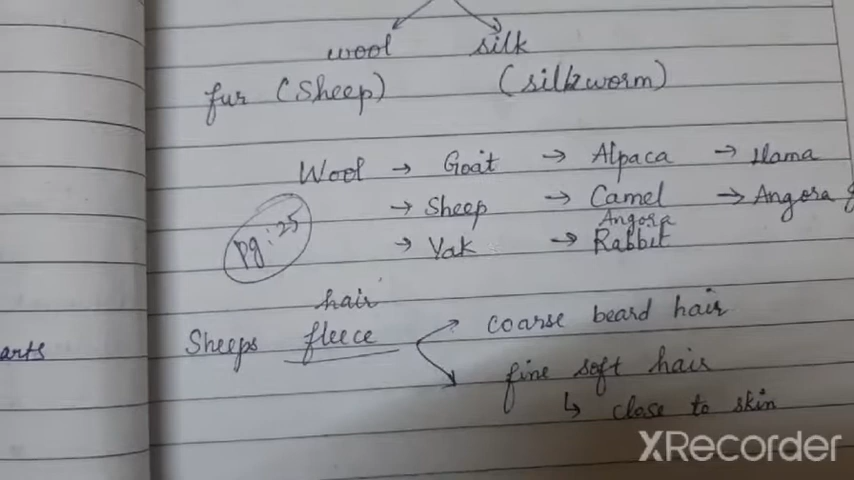 wool silk
fur (Sheep) (silkworm)
Wool → Goat → Alpaca → llama
→ Sheep → Camel → Angora g
pg: 25
→ Yak → Angora Rabbit
hair
Sheeps fleece coarse beard hair
arts
fine soft hair
↳ close to skin
XRecorder